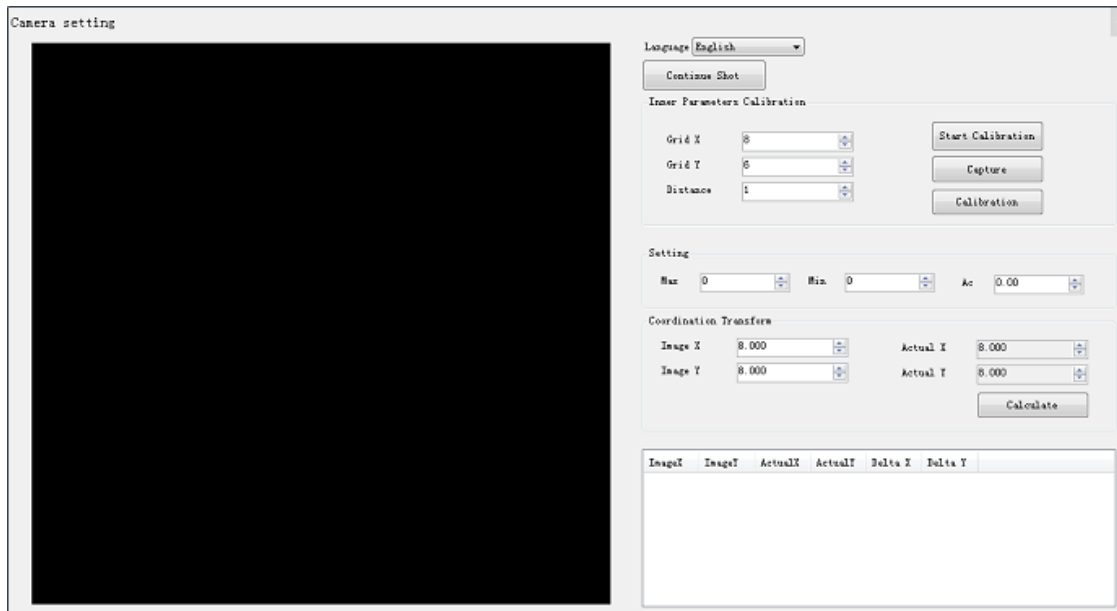 Camera setting
Language English
Continue Shot
Inner Parameters Calibration
Grid X 8
Start Calibration
Grid Y 6
Capture
Distance 1
Calibration
Setting
Max 0 Min 0 Ac 0.00
Coordination Transform
Image X 8.000 Actual X 8.000
Image Y 8.000 Actual Y 8.000
Calculate
ImageX ImageY ActualX ActualY Delta X Delta Y